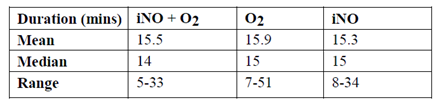 Duration (mins) iNO + O2 O2 iNO
Mean 15.5 15.9 15.3
Median 14 15 15
Range 5-33 7-51 8-34